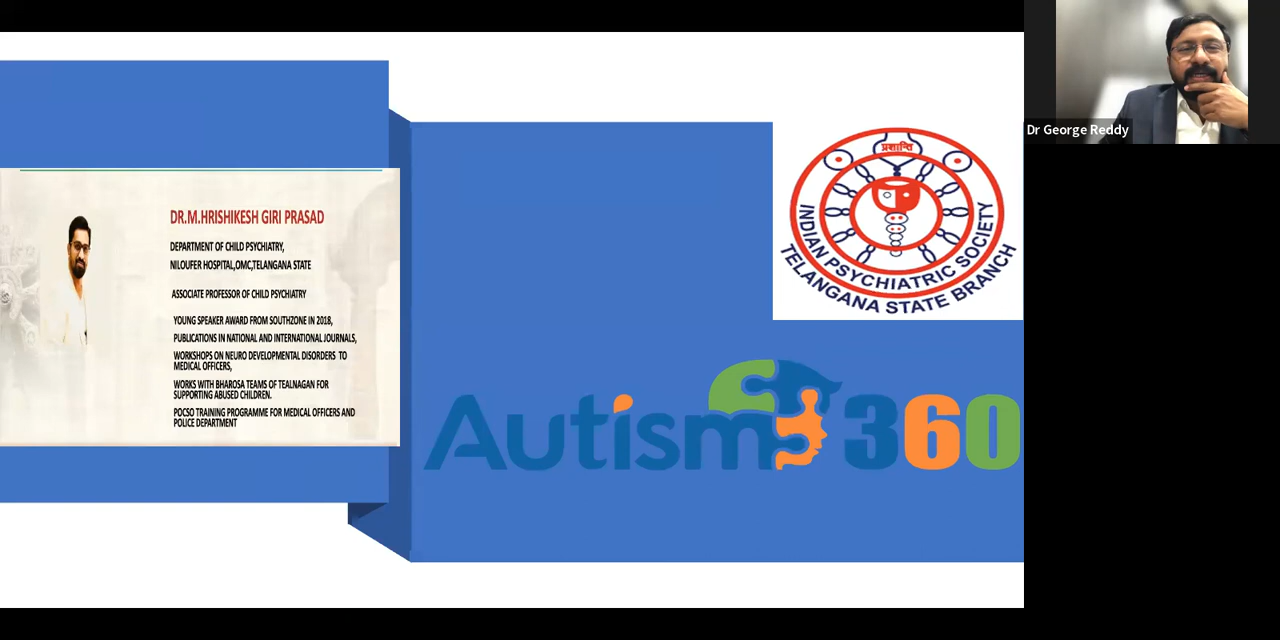 DR.M.HRISHIKESH GIRI PRASAD
DEPARTMENT OF CHILD PSYCHIATRY,
NILOUFER HOSPITAL,OMC,TELANGANA STATE
ASSOCIATE PROFESSOR OF CHILD PSYCHIATRY
YOUNG SPEAKER AWARD FROM SOUTHZONE IN 2018,
PUBLICATIONS IN NATIONAL AND INTERNATIONAL JOURNALS,
WORKSHOPS ON NEURO DEVELOPMENTAL DISORDERS TO
MEDICAL OFFICERS,
WORKS WITH BHAROSA TEAMS OF TEALNAGAN FOR
SUPPORTING ABUSED CHILDREN.
POCSO TRAINING PROGRAMME FOR MEDICAL OFFICERS AND
POLICE DEPARTMENT
प्रशान्ति
INDIAN PSYCHIATRIC SOCIETY
TELANGANA STATE BRANCH
Autism 360
Dr George Reddy